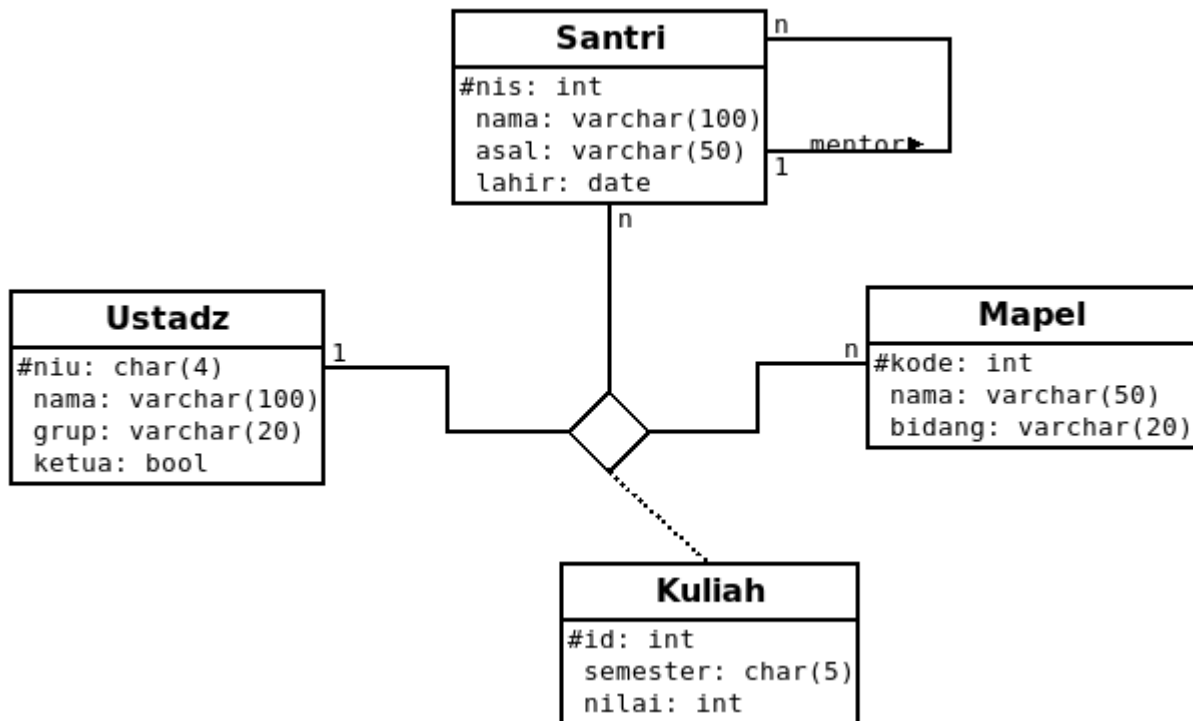 Santri
#nis: int
nama: varchar(100)
asal: varchar(50)
lahir: date
n
mentor
1
n
Ustadz
#niu: char(4)
nama: varchar(100)
grup: varchar(20)
ketua: bool
1
n
Mapel
#kode: int
nama: varchar(50)
bidang: varchar(20)
Kuliah
#id: int
semester: char(5)
nilai: int